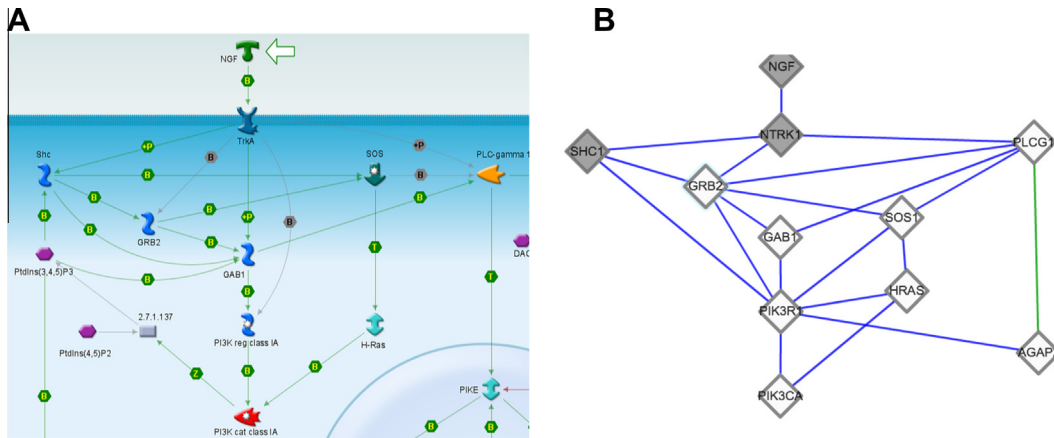 A
NGF
B
TrkA
+P
B
+P
Shc
B
SOS
B
PLC-gamma 1
B
B
B
B
+P
B
GRB2
B
B
B
GAB1
DAG
PtdIns(3,4,5)P3
B
B
T
T
2.7.1.137
PI3K reg class IA
H-Ras
PtdIns(4,5)P2
Z
B
B
PIKE
B
PI3K cat class IA
B
B
B
NGF
NTRK1
SHC1
PLCG1
GRB2
GAB1
SOS1
HRAS
PIK3R1
AGAP
PIK3CA